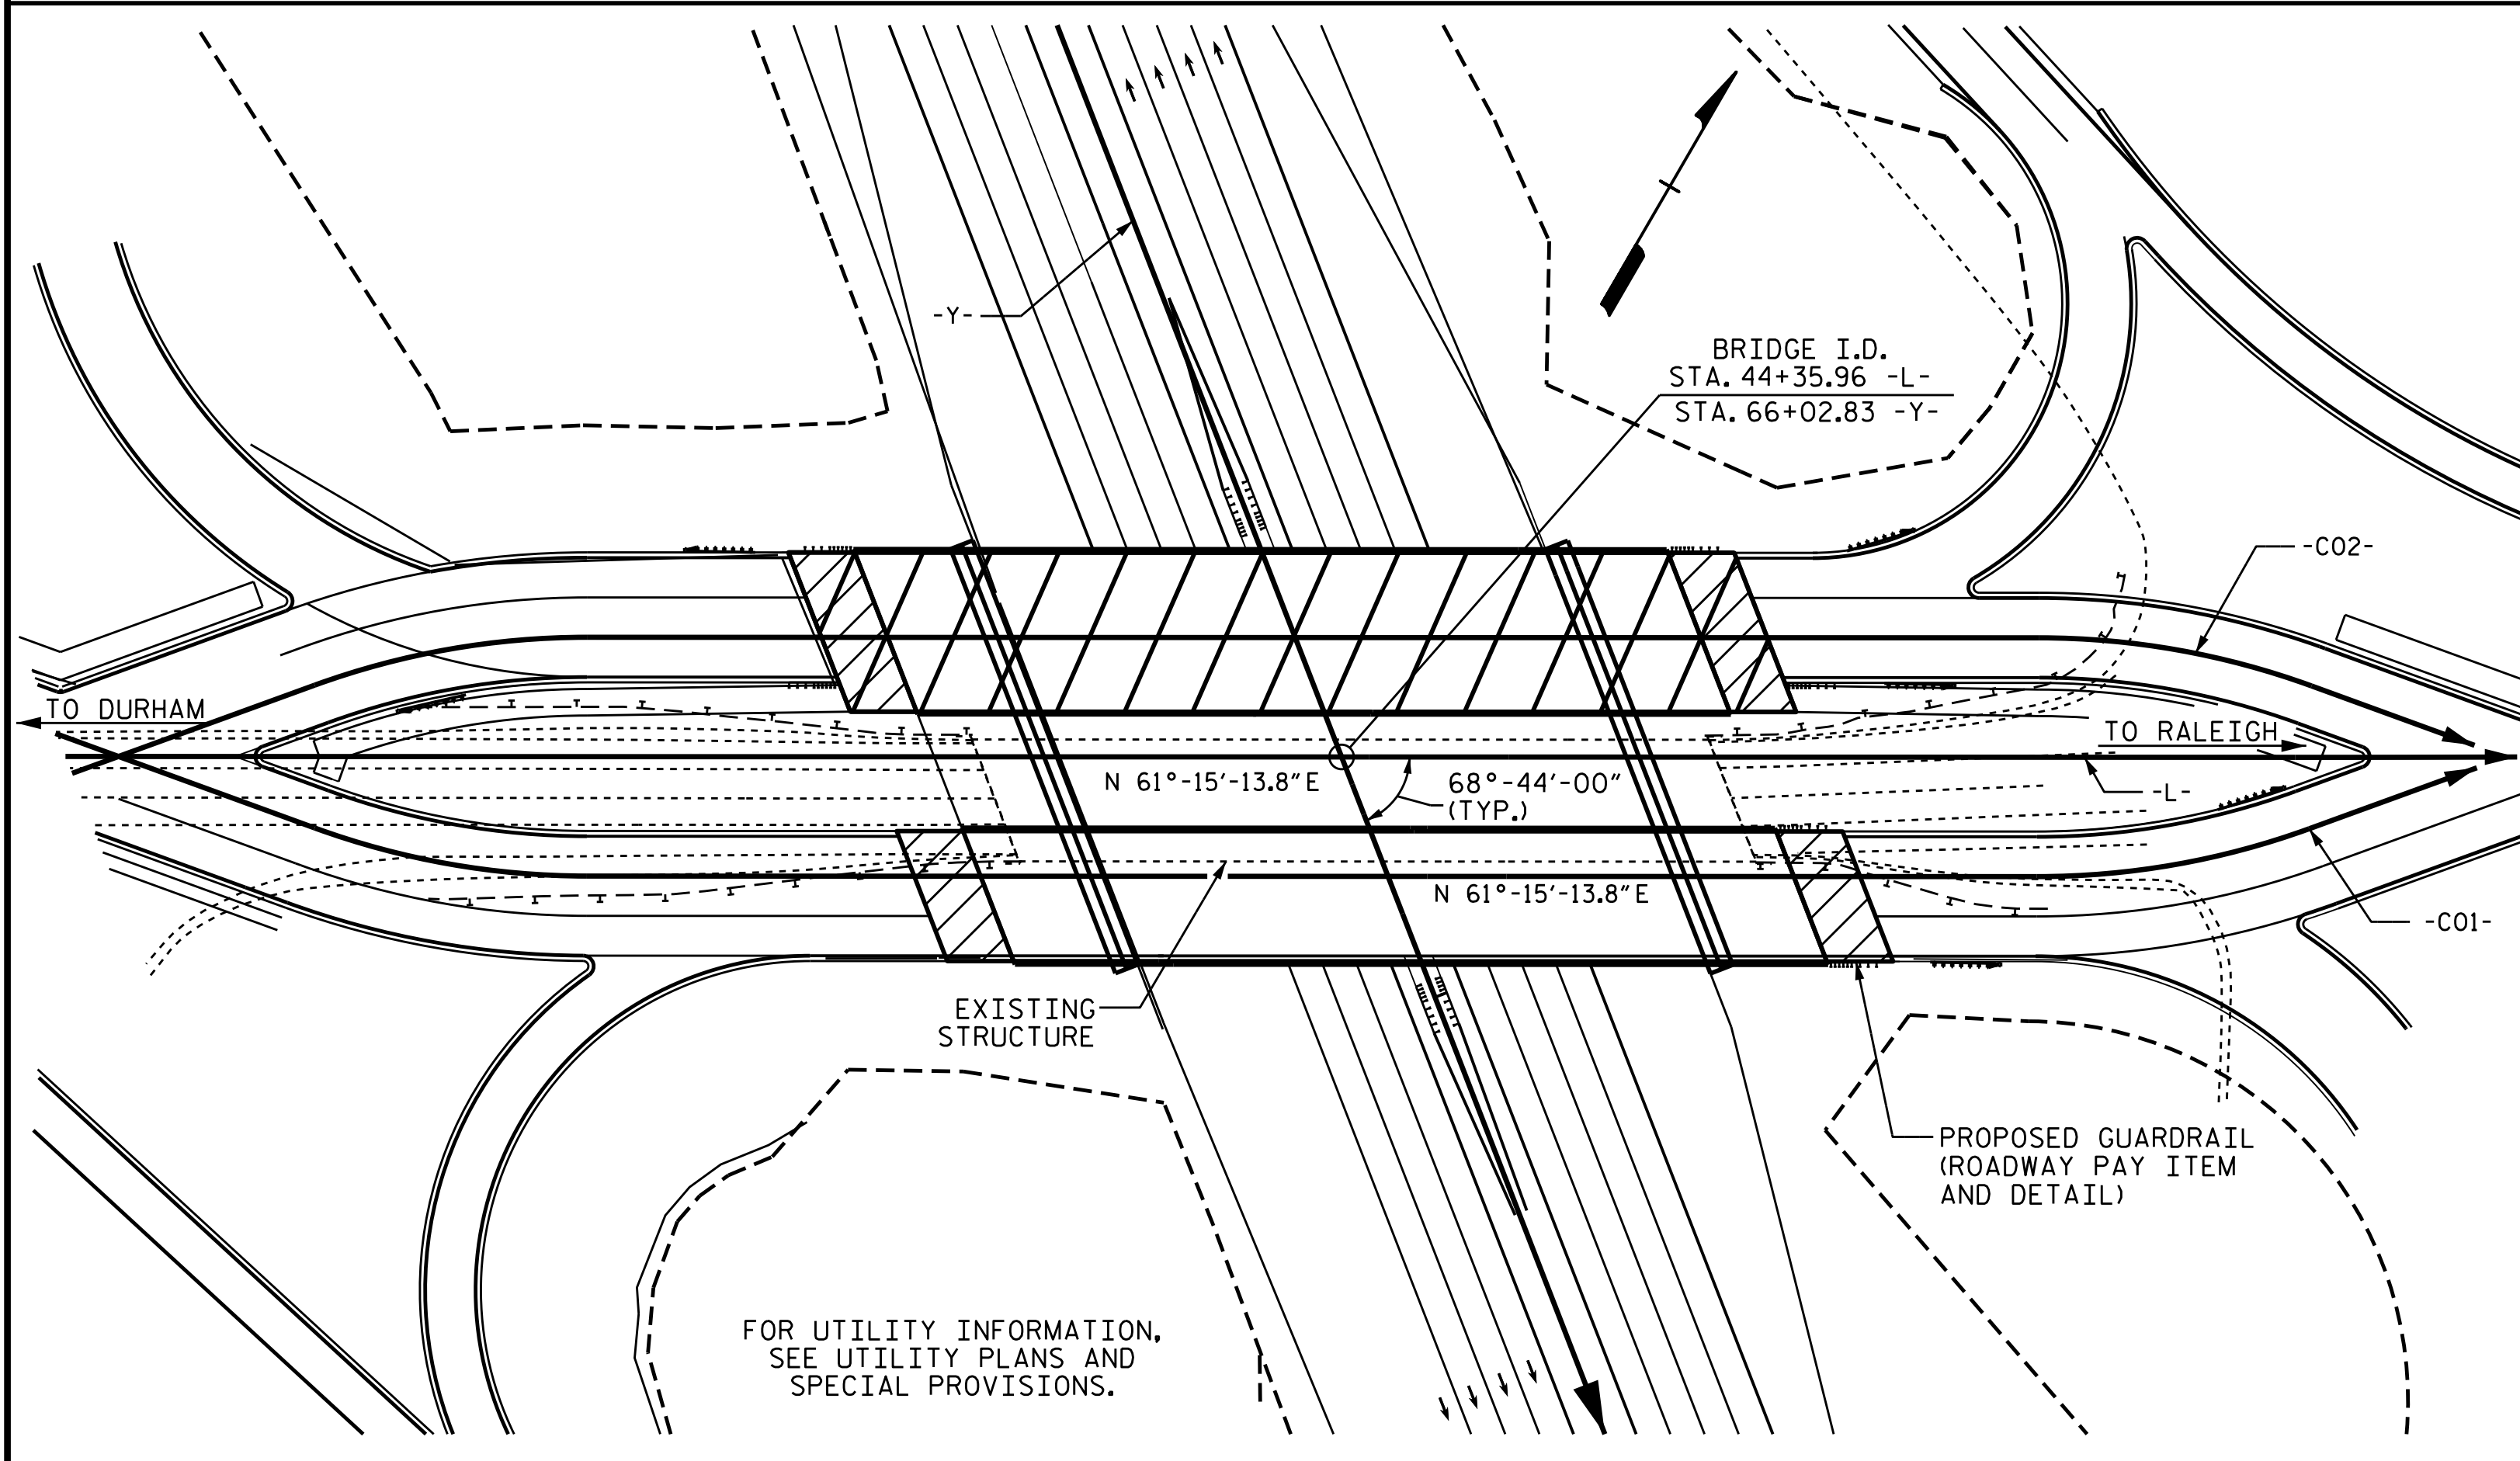 -Y-
BRIDGE I.D.
STA. 44+35.96 -L-
STA. 66+02.83 -Y-
-C02-
TO DURHAM
TO RALEIGH
N 61°-15'-13.8"E
68°-44'-00"
(TYP.)
-L-
N 61°-15'-13.8"E
-C01-
EXISTING
STRUCTURE
PROPOSED GUARDRAIL
(ROADWAY PAY ITEM
AND DETAIL)
FOR UTILITY INFORMATION,
SEE UTILITY PLANS AND
SPECIAL PROVISIONS.